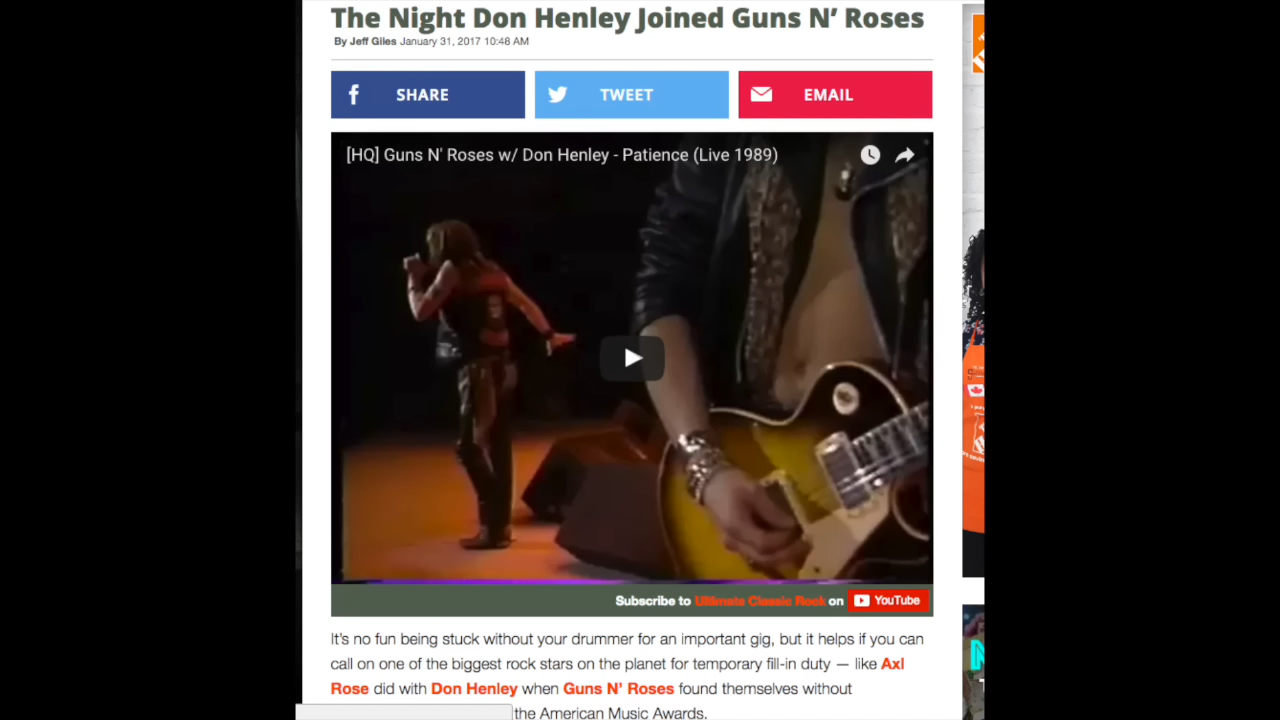 The Night Don Henley Joined Guns N’ Roses
By Jeff Giles January 31, 2017 10:48 AM
SHARE
TWEET
EMAIL
[HQ] Guns N' Roses w/ Don Henley - Patience (Live 1989)
Subscribe to Ultimate Classic Rock on YouTube
It’s no fun being stuck without your drummer for an important gig, but it helps if you can
call on one of the biggest rock stars on the planet for temporary fill-in duty — like Axl
Rose did with Don Henley when Guns N’ Roses found themselves without
the American Music Awards.